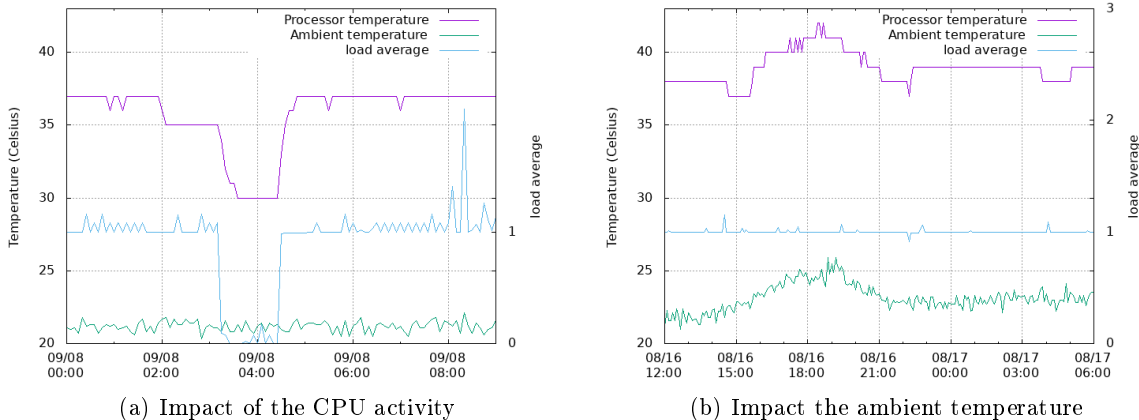 Processor temperature
Ambient temperature
load average
40
35
30
25
20
Temperature (Celsius)
1
0
load average
09/08 09/08 09/08 09/08 09/08
00:00 02:00 04:00 06:00 08:00
(a) Impact of the CPU activity
Processor temperature
Ambient temperature
load average
40
35
30
25
20
Temperature (Celsius)
3
2
1
0
load average
08/16 08/16 08/16 08/16 08/17 08/17 08/17
12:00 15:00 18:00 21:00 00:00 03:00 06:00
(b) Impact the ambient temperature